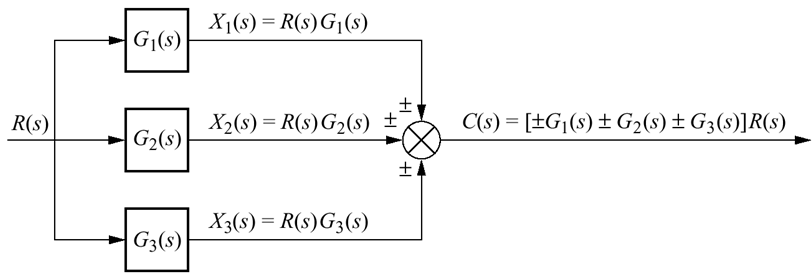 G₁(s)
X₁(s) = R(s)G₁(s)
±
R(s)
G₂(s)
X₂(s) = R(s)G₂(s)
±
C(s) = [±G₁(s) ± G₂(s) ± G₃(s)]R(s)
±
G₃(s)
X₃(s) = R(s)G₃(s)